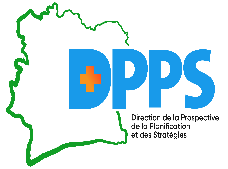 DPPS
Direction de la Prospective
de la Planification
et des Stratégies